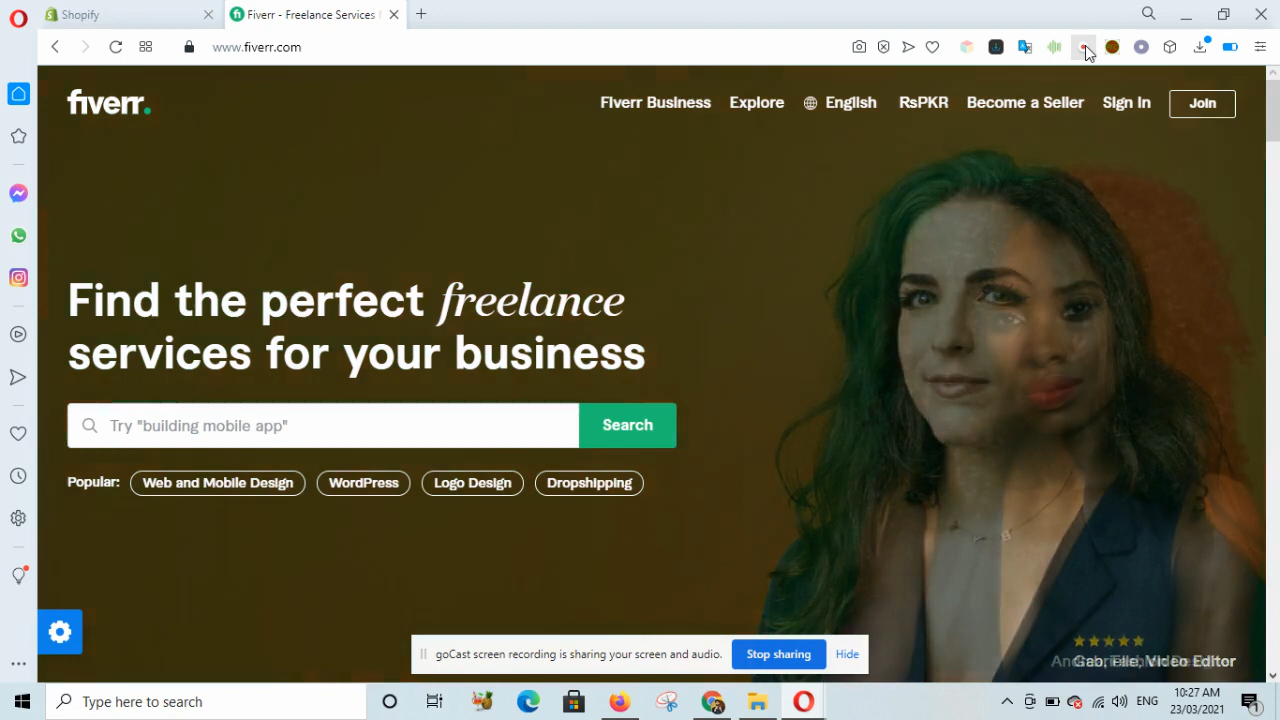 Shopify
Fiverr - Freelance Services
www.fiverr.com
fiverr.
Fiverr Business
Explore
English
RsPKR
Become a Seller
Sign In
Join
Find the perfect freelance
services for your business
Try "building mobile app"
Search
Popular:
Web and Mobile Design
WordPress
Logo Design
Dropshipping
goCast screen recording is sharing your screen and audio.
Stop sharing
Hide
Gabrielle, Video Editor
Type here to search
ENG
10:27 AM
23/03/2021
1